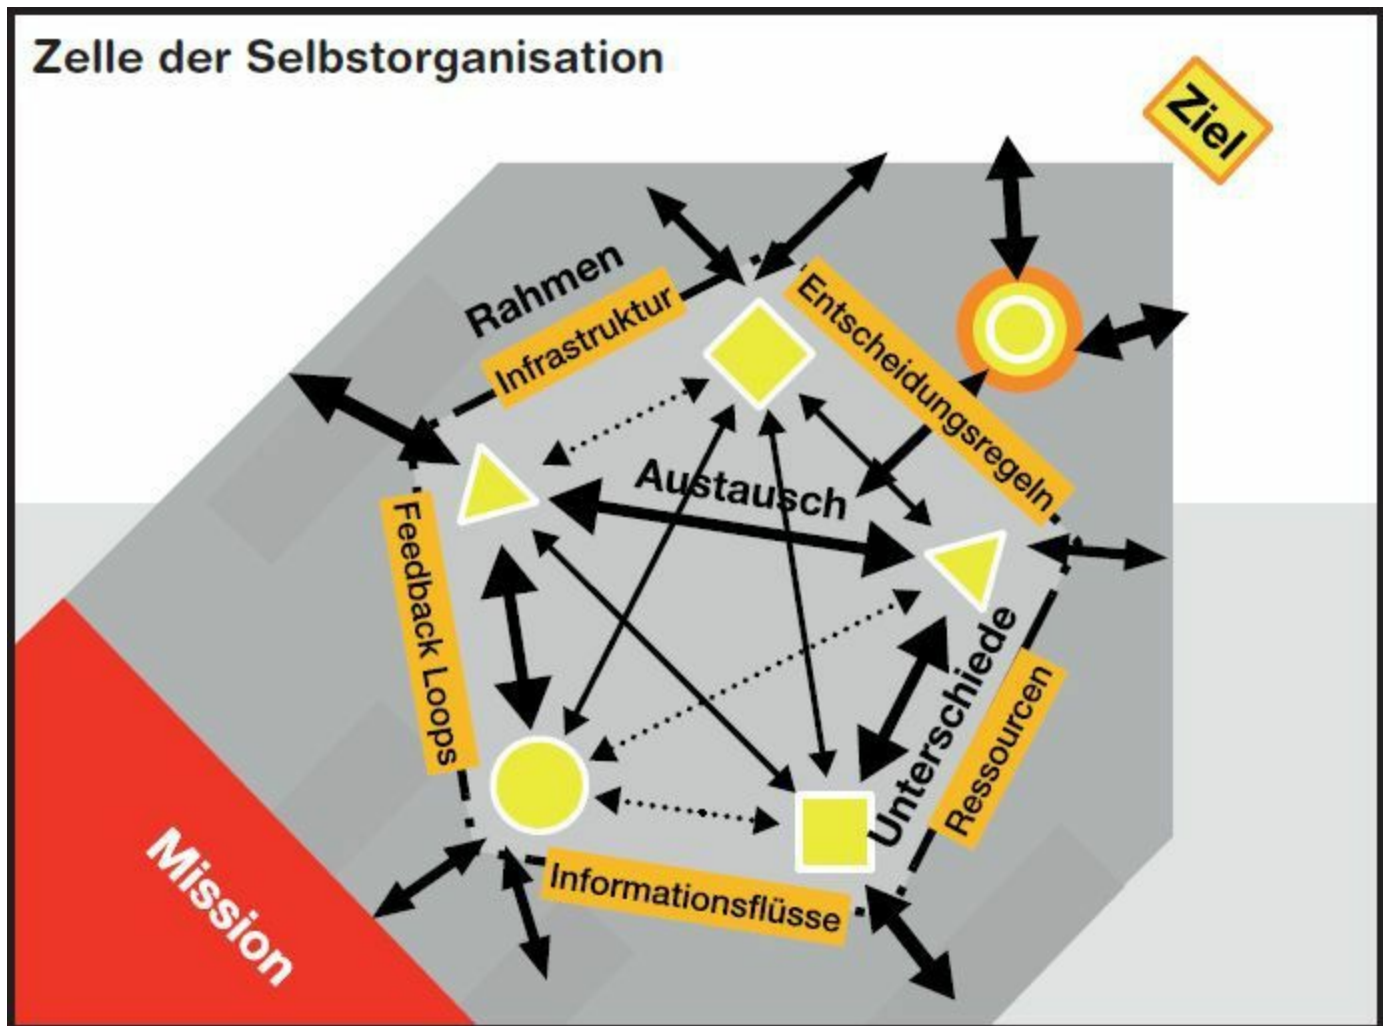 Zelle der Selbstorganisation
Ziel
Rahmen
Infrastruktur
Entscheidungsregeln
Austausch
Feedback Loops
Unterschiede
Ressourcen
Informationsflüsse
Mission